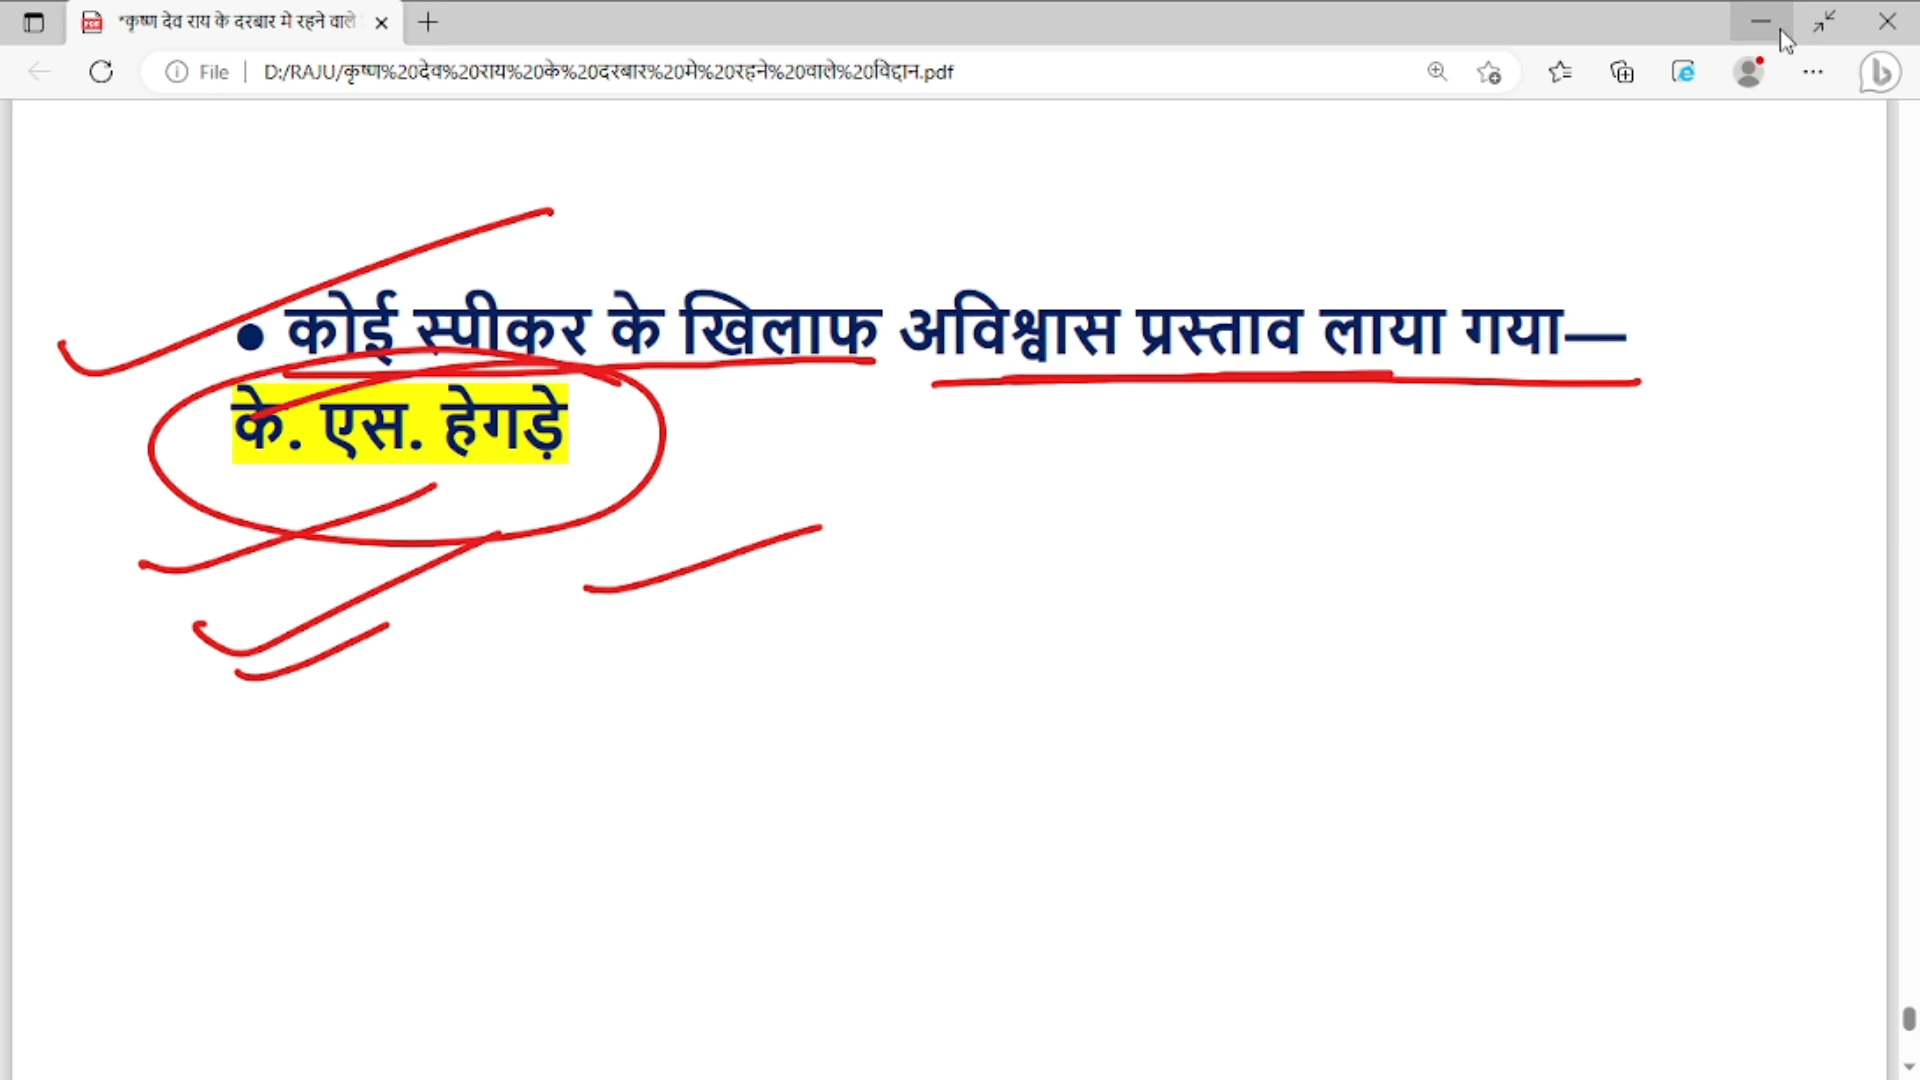 *कृष्ण देव राय के दरबार मे रहने वाले
File
D:/RAJU/कृष्ण%20देव%20राय%20के%20दरबार%20मे%20रहने%20वाले%20विद्दान.pdf
● कोई स्पीकर के खिलाफ अविश्वास प्रस्ताव लाया गया—
के. एस. हेगड़े